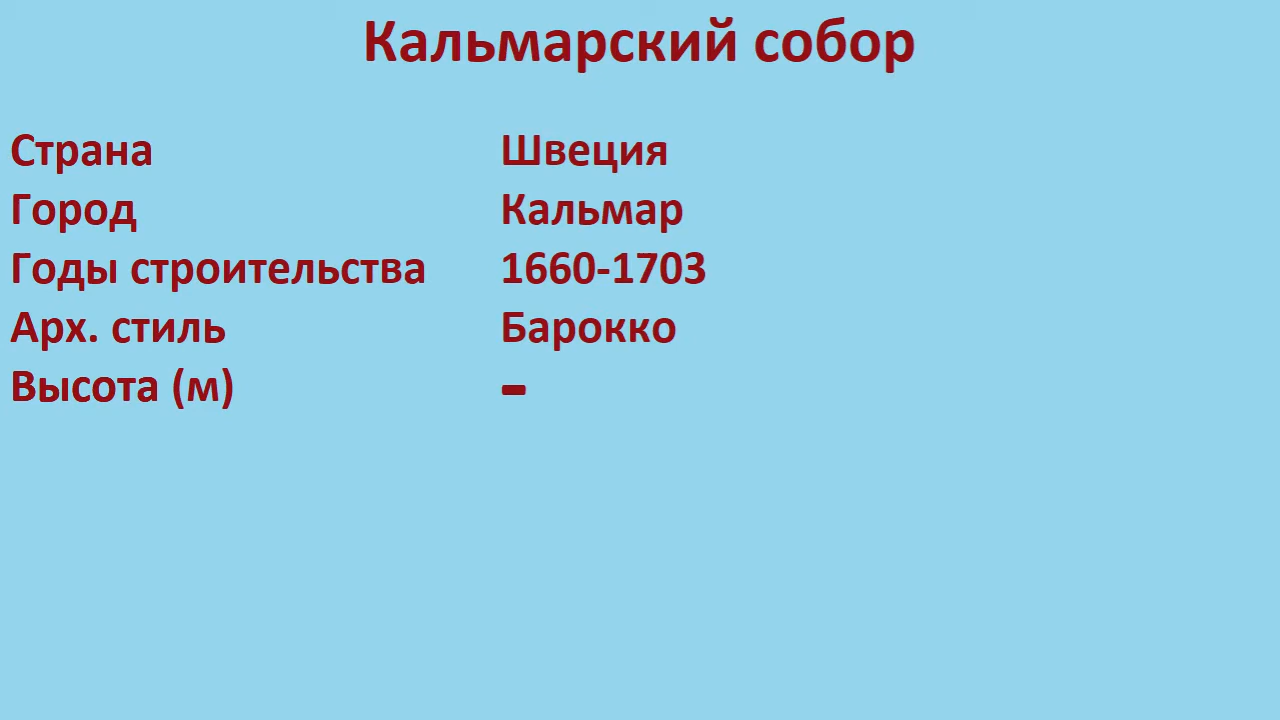 Кальмарский собор
Страна Швеция
Город Кальмар
Годы строительства 1660-1703
Арх. стиль Барокко
Высота (м) -